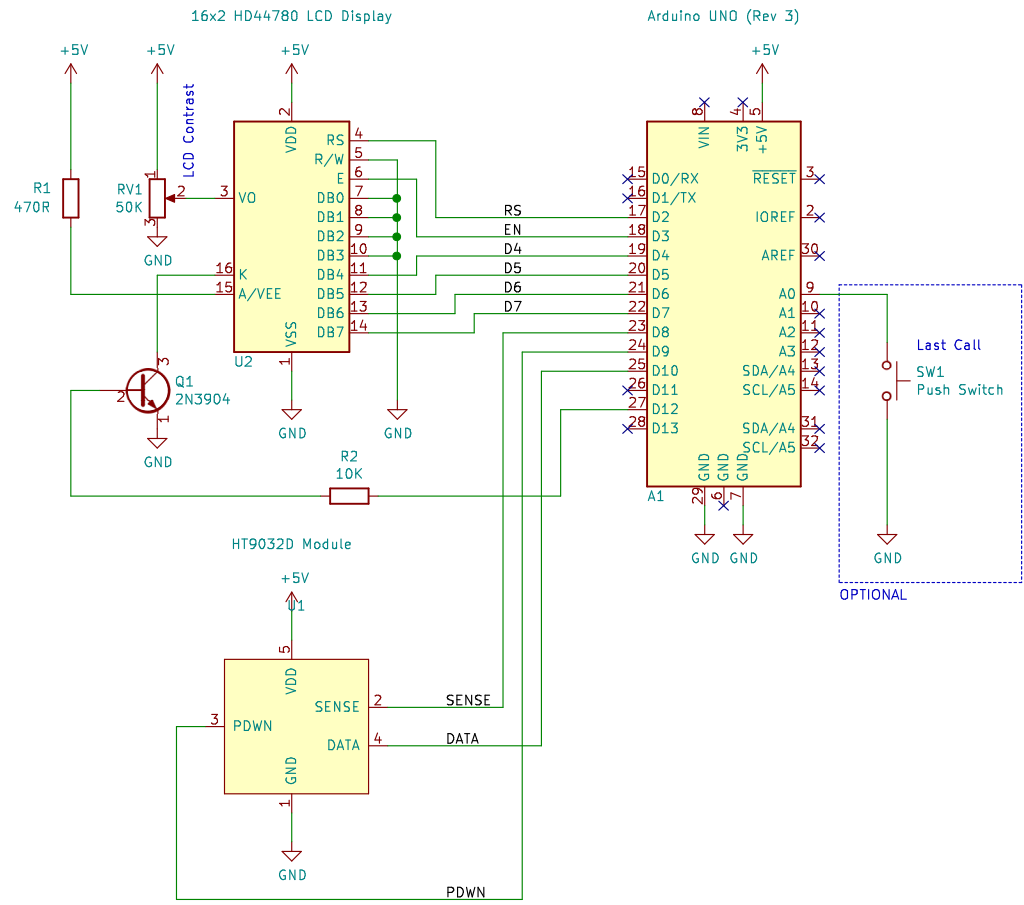 16x2 HD44780 LCD Display
Arduino UNO (Rev 3)
+5V
+5V
+5V
+5V
LCD Contrast
R1
470R
RV1
50K
1
2
3
2
VDD
3
VO
16
K
15
A/VEE
VSS
1
U2
RS
4
R/W
5
E
6
DB0
7
DB1
8
DB2
9
DB3
10
DB4
11
DB5
12
DB6
13
DB7
14
GND
GND
GND
RS
EN
D4
D5
D6
D7
8
VIN
4
3V3
5
+5V
15
D0/RX
16
D1/TX
17
D2
18
D3
19
D4
20
D5
21
D6
22
D7
23
D8
24
D9
25
D10
26
D11
27
D12
28
D13
RESET
3
IOREF
2
AREF
30
A0
9
A1
10
A2
11
A3
12
SDA/A4
13
SCL/A5
14
SDA/A4
31
SCL/A5
32
GND
29
GND
6
GND
7
A1
GND
GND
Last Call
SW1
Push Switch
GND
OPTIONAL
Q1
2N3904
3
2
1
GND
R2
10K
HT9032D Module
+5V
U1
5
VDD
SENSE
2
3
PDWN
DATA
4
GND
1
GND
SENSE
DATA
PDWN